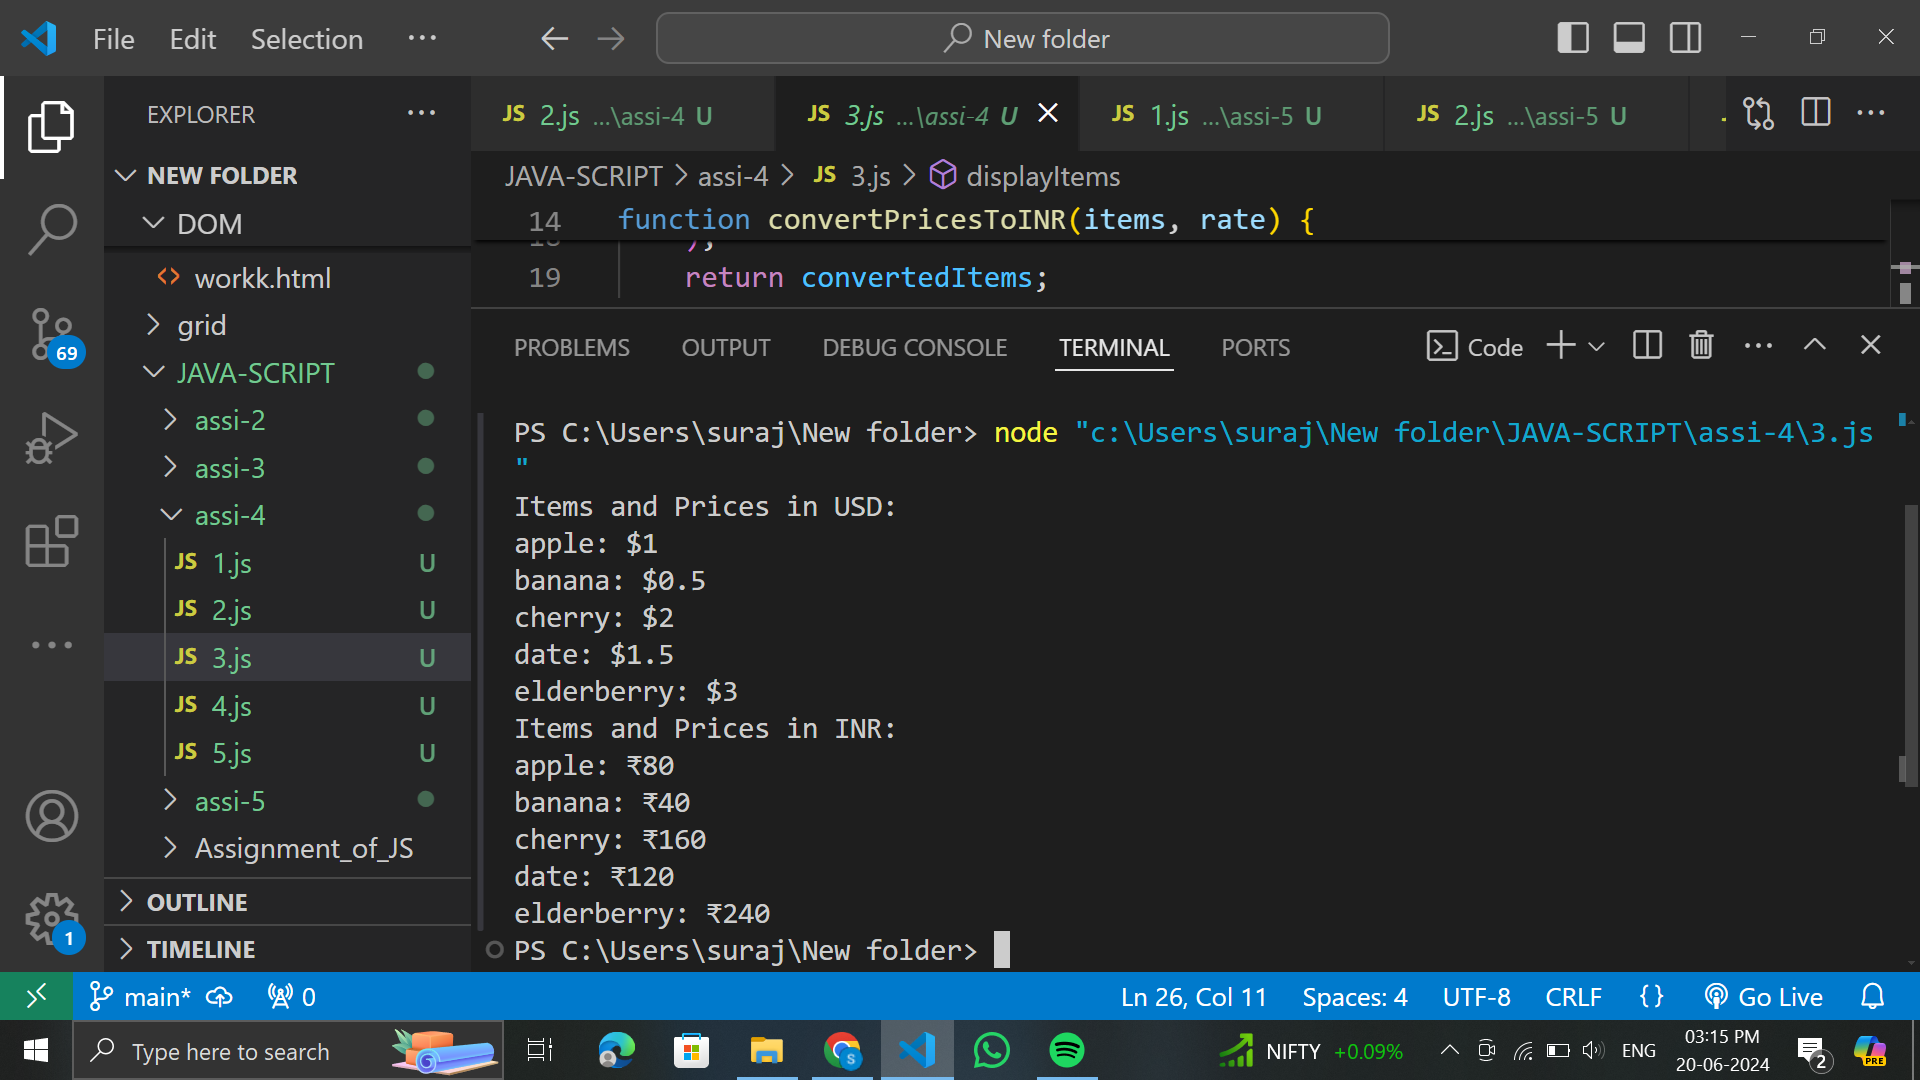 File Edit Selection ··· New folder
EXPLORER ···
NEW FOLDER
DOM
workk.html
grid
JAVA-SCRIPT
assi-2
assi-3
assi-4
JS 1.js U
JS 2.js U
JS 3.js U
JS 4.js U
JS 5.js U
assi-5
Assignment_of_JS
OUTLINE
TIMELINE
69
1
JS 2.js ...\assi-4 U JS 3.js ...\assi-4 U JS 1.js ...\assi-5 U JS 2.js ...\assi-5 U
JAVA-SCRIPT > assi-4 > JS 3.js > displayItems
14 function convertPricesToINR(items, rate) {
19 return convertedItems;
PROBLEMS OUTPUT DEBUG CONSOLE TERMINAL PORTS Code
PS C:\Users\suraj\New folder> node "c:\Users\suraj\New folder\JAVA-SCRIPT\assi-4\3.js
"
Items and Prices in USD:
apple: $1
banana: $0.5
cherry: $2
date: $1.5
elderberry: $3
Items and Prices in INR:
apple: ₹80
banana: ₹40
cherry: ₹160
date: ₹120
elderberry: ₹240
PS C:\Users\suraj\New folder>
main* 0 Ln 26, Col 11 Spaces: 4 UTF-8 CRLF {} Go Live
Type here to search S NIFTY +0.09% ENG 03:15 PM 2 PRE
20-06-2024